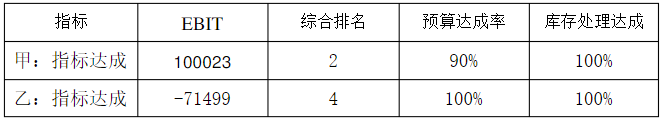 指标 EBIT 综合排名 预算达成率 库存处理达成
甲：指标达成 100023 2 90% 100%
乙：指标达成 -71499 4 100% 100%